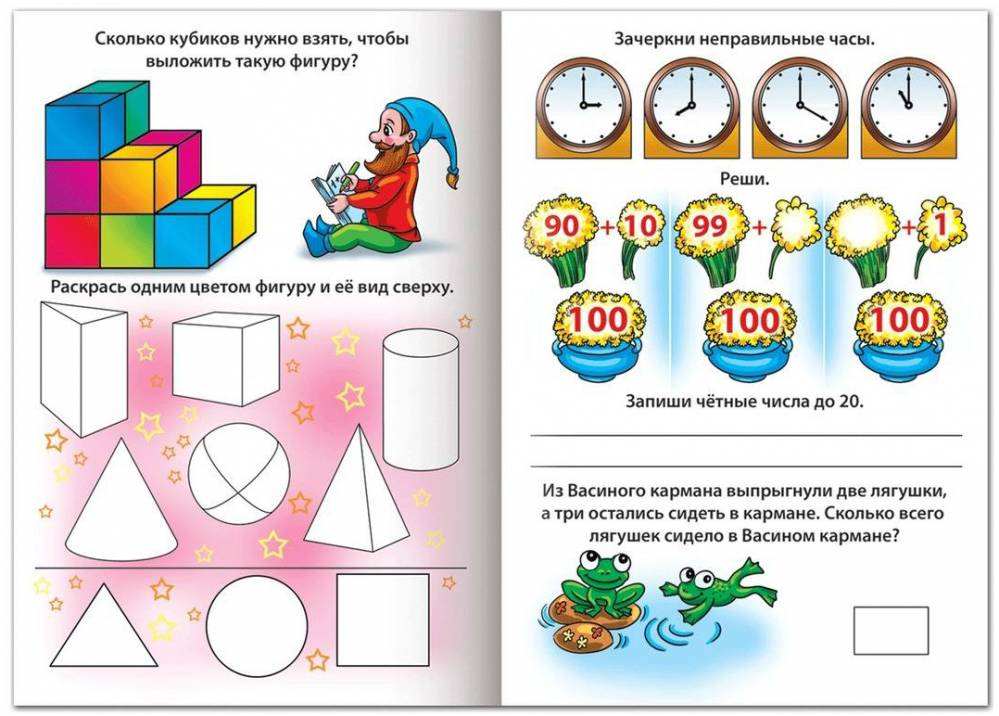 Сколько кубиков нужно взять, чтобы
выложить такую фигуру?
Раскрась одним цветом фигуру и её вид сверху.
Зачеркни неправильные часы.
Реши.
90 + 10 99 + + 1
100 100 100
Запиши чётные числа до 20.
Из Васиного кармана выпрыгнули две лягушки,
а три остались сидеть в кармане. Сколько всего
лягушек сидело в Васином кармане?